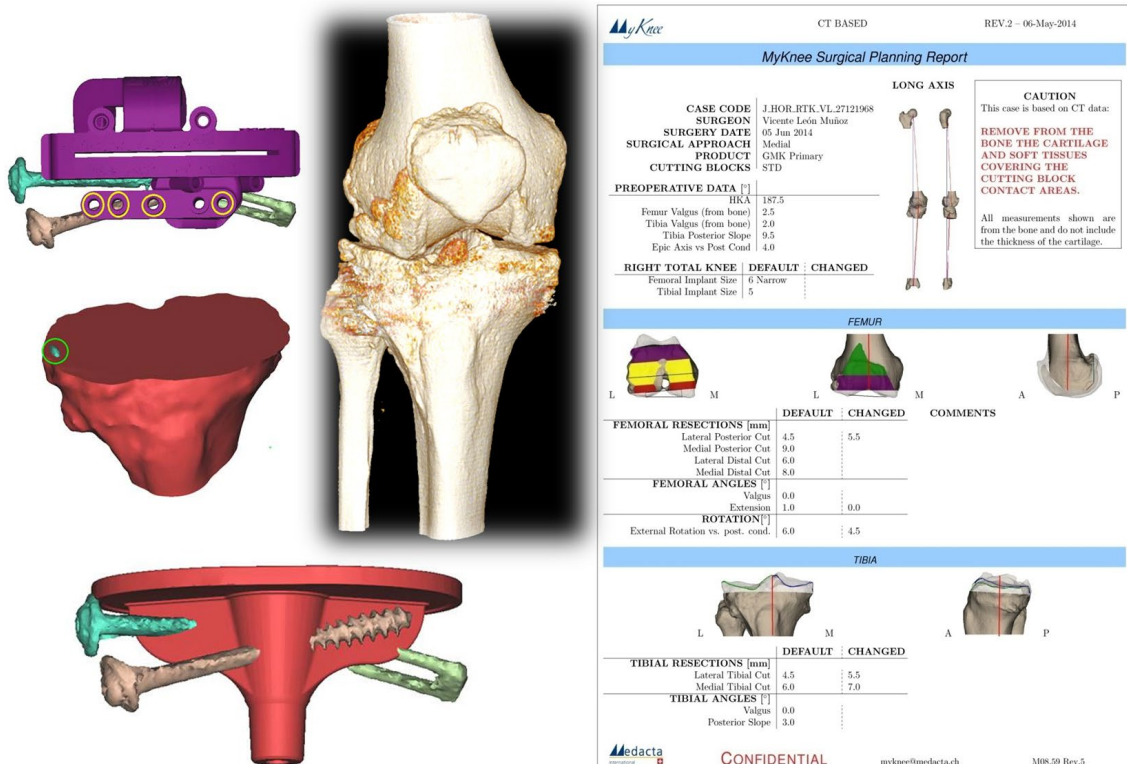 MyKnee CT BASED REV.2 – 06-May-2014
MyKnee Surgical Planning Report
LONG AXIS
CASE CODE J.HOR.RTK.VL.27121968
SURGEON Vicente León Muñoz
SURGERY DATE 05 Jun 2014
SURGICAL APPROACH Medial
PRODUCT GMK Primary
CUTTING BLOCKS STD
CAUTION
This case is based on CT data:
REMOVE FROM THE
BONE THE CARTILAGE
AND SOFT TISSUES
COVERING THE
CUTTING BLOCK
CONTACT AREAS.
All measurements shown are
from the bone and do not include
the thickness of the cartilage.
PREOPERATIVE DATA [°]
HKA 187.5
Femur Valgus (from bone) 2.5
Tibia Valgus (from bone) 2.0
Tibia Posterior Slope 9.5
Epic Axis vs Post Cond 4.0
RIGHT TOTAL KNEE DEFAULT CHANGED
Femoral Implant Size 6 Narrow
Tibial Implant Size 5
FEMUR
L M L M A P
DEFAULT CHANGED COMMENTS
FEMORAL RESECTIONS [mm]
Lateral Posterior Cut 4.5 5.5
Medial Posterior Cut 9.0
Lateral Distal Cut 6.0
Medial Distal Cut 8.0
FEMORAL ANGLES [°]
Valgus 0.0
Extension 1.0 0.0
ROTATION[°]
External Rotation vs. post. cond. 6.0 4.5
TIBIA
L M A P
DEFAULT CHANGED
TIBIAL RESECTIONS [mm]
Lateral Tibial Cut 4.5 5.5
Medial Tibial Cut 6.0 7.0
TIBIAL ANGLES [°]
Valgus 0.0
Posterior Slope 3.0
Medacta
International
CONFIDENTIAL myknee@medacta.ch M08.59 Rev.5